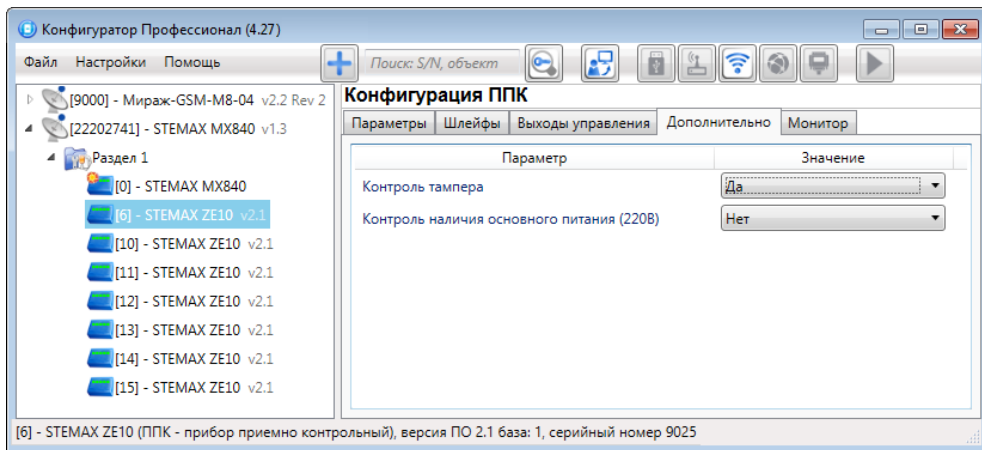 Конфигуратор Профессионал (4.27)
Файл Настройки Помощь Поиск: S/N, объект
[9000] - Мираж-GSM-M8-04 v2.2 Rev 2
[22202741] - STEMAX MX840 v1.3
Раздел 1
[0] - STEMAX MX840
[6] - STEMAX ZE10 v2.1
[10] - STEMAX ZE10 v2.1
[11] - STEMAX ZE10 v2.1
[12] - STEMAX ZE10 v2.1
[13] - STEMAX ZE10 v2.1
[14] - STEMAX ZE10 v2.1
[15] - STEMAX ZE10 v2.1
Конфигурация ППК
Параметры Шлейфы Выходы управления Дополнительно Монитор
Параметр Значение
Контроль тампера Да
Контроль наличия основного питания (220В) Нет
[6] - STEMAX ZE10 (ППК - прибор приемно контрольный), версия ПО 2.1 база: 1, серийный номер 9025